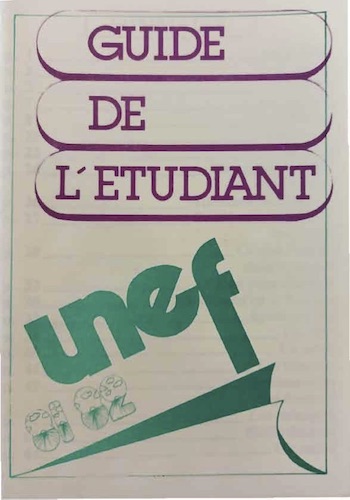 GUIDE
DE
L'ETUDIANT
unef
81 82